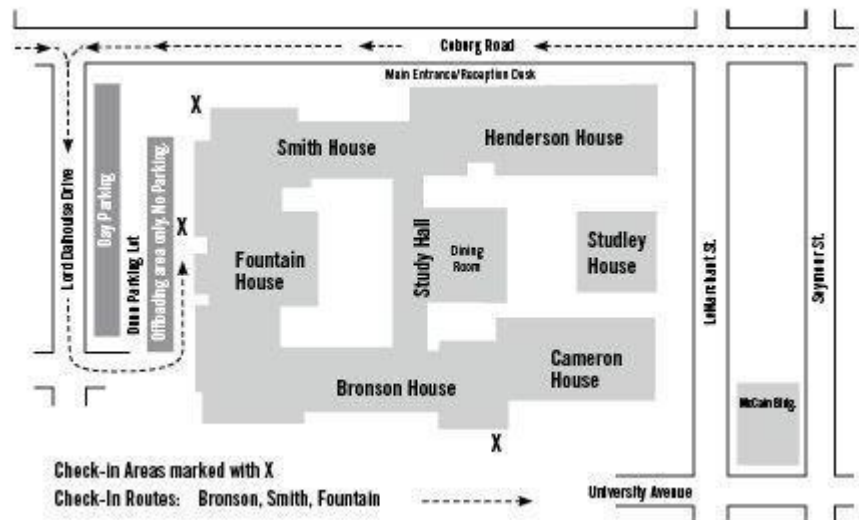 Coburg Road
Main Entrance/Reception Desk
X
Smith House
Henderson House
Lord Dalhousie Drive
Day Parking
Dunn Parking Lot
Offloading area only. No Parking.
X
Fountain
House
Study Hall
Dining
Room
Studley
House
LeMarchant St.
Seymour St.
Bronson House
Cameron
House
McCain Bldg.
X
Check-in Areas marked with X
Check-In Routes: Bronson, Smith, Fountain
University Avenue